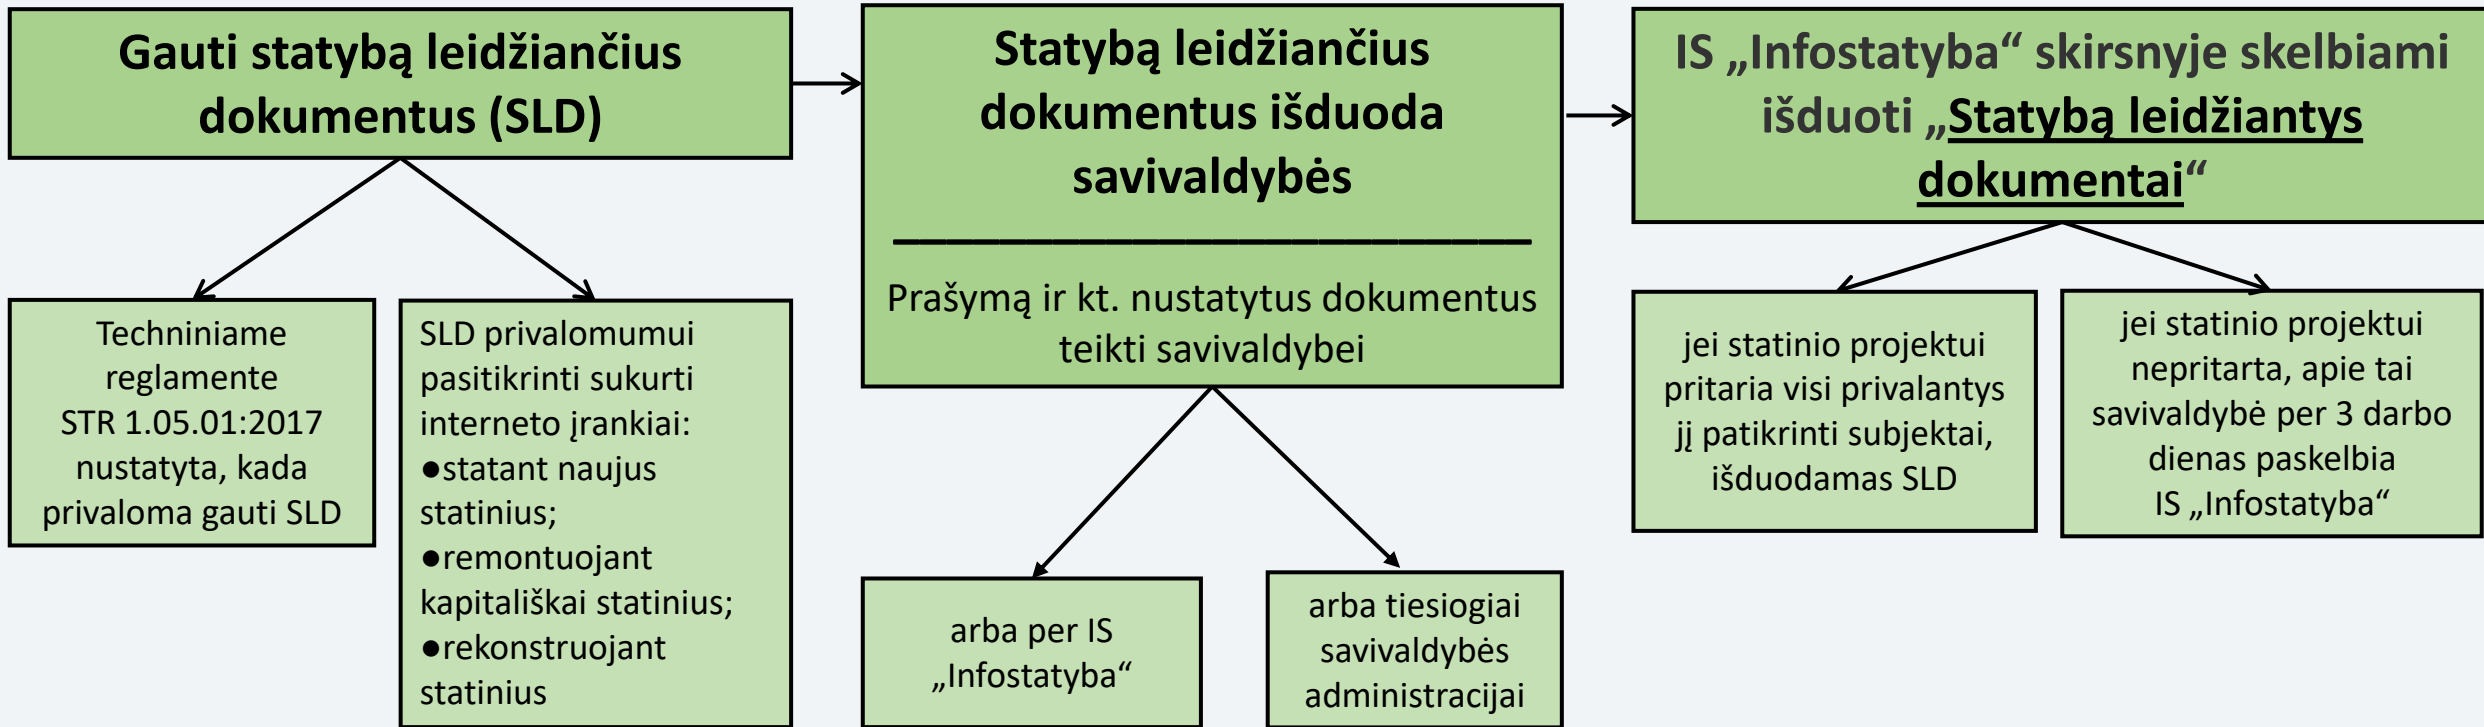 Gauti statybą leidžiančius
dokumentus (SLD)
Techniniame
reglamente
STR 1.05.01:2017
nustatyta, kada
privaloma gauti SLD
SLD privalomumui
pasitikrinti sukurti
interneto įrankiai:
●statant naujus
statinius;
●remontuojant
kapitališkai statinius;
●rekonstruojant
statinius
Statybą leidžiančius
dokumentus išduoda
savivaldybės
Prašymą ir kt. nustatytus dokumentus
teikti savivaldybei
arba per IS
„Infostatyba“
arba tiesiogiai
savivaldybės
administracijai
IS „Infostatyba“ skirsnyje skelbiami
išduoti „Statybą leidžiantys
dokumentai“
jei statinio projektui
pritaria visi privalantys
jį patikrinti subjektai,
išduodamas SLD
jei statinio projektui
nepritarta, apie tai
savivaldybė per 3 darbo
dienas paskelbia
IS „Infostatyba“